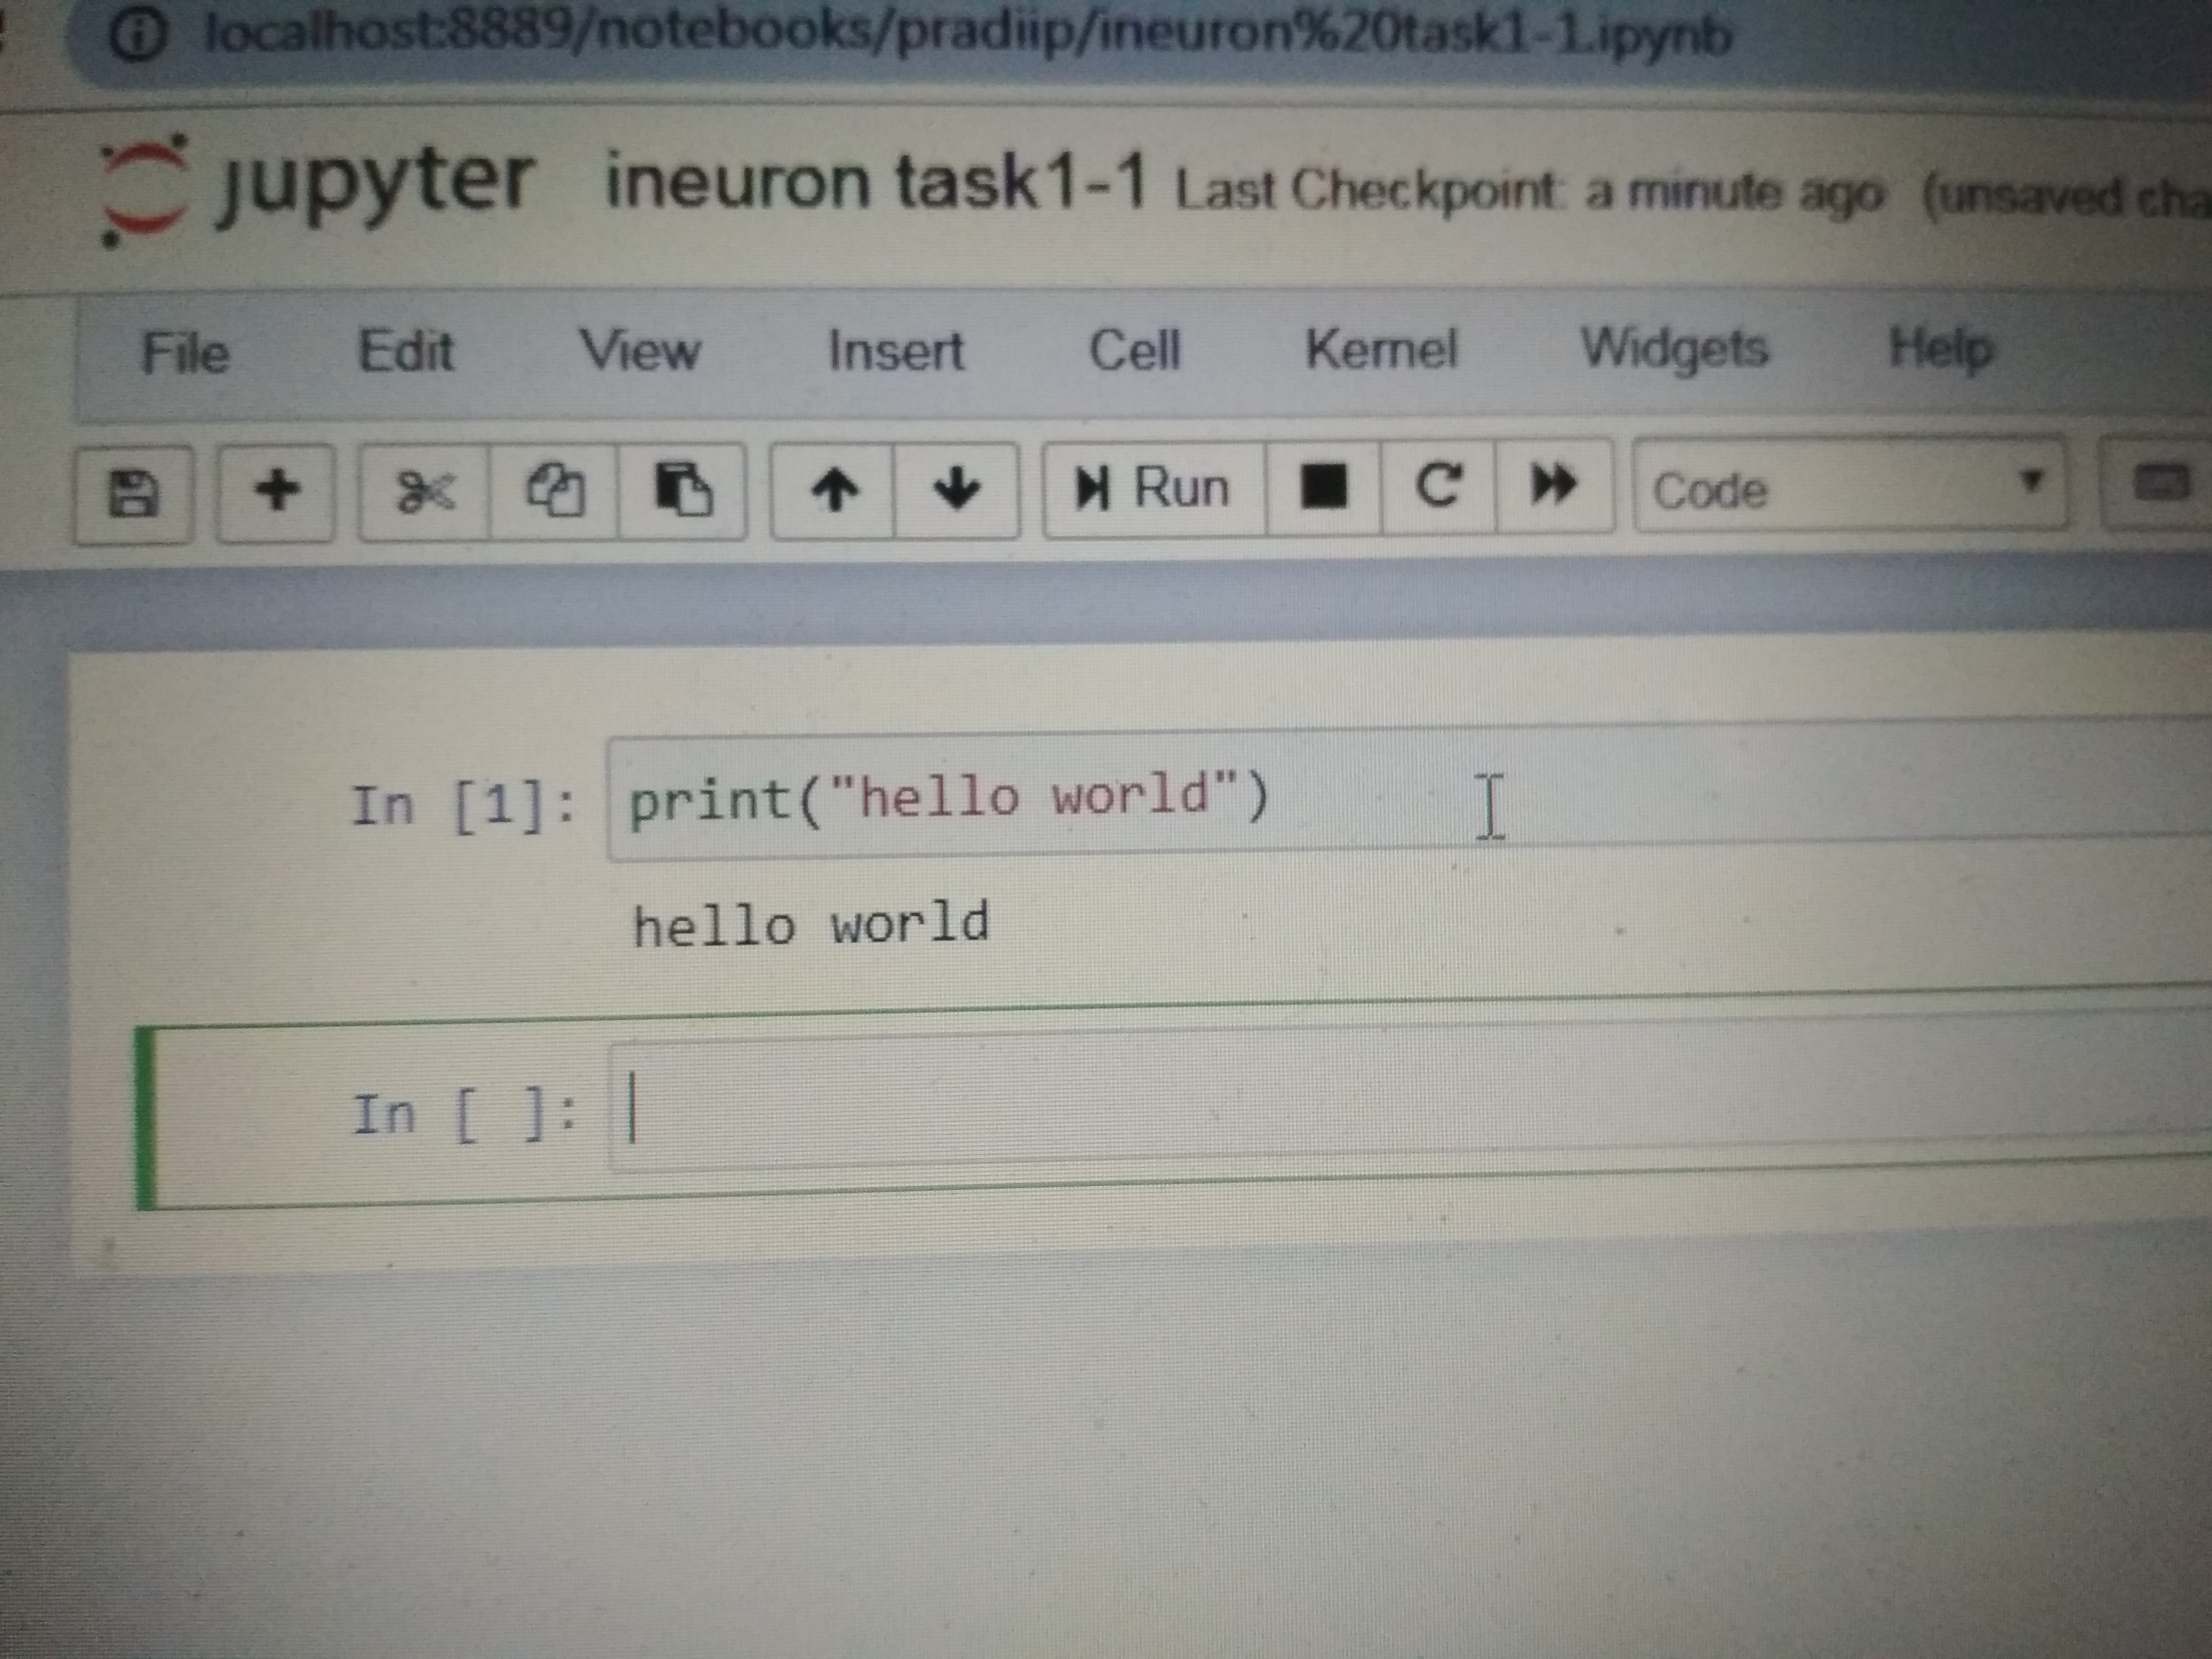 localhost:8889/notebooks/pradiip/ineuron%20task1-1.ipynb
jupyter ineuron task1-1 Last Checkpoint: a minute ago (unsaved cha
File Edit View Insert Cell Kernel Widgets Help
Run Code
In [1]: print("hello world")
hello world
In [ ]: